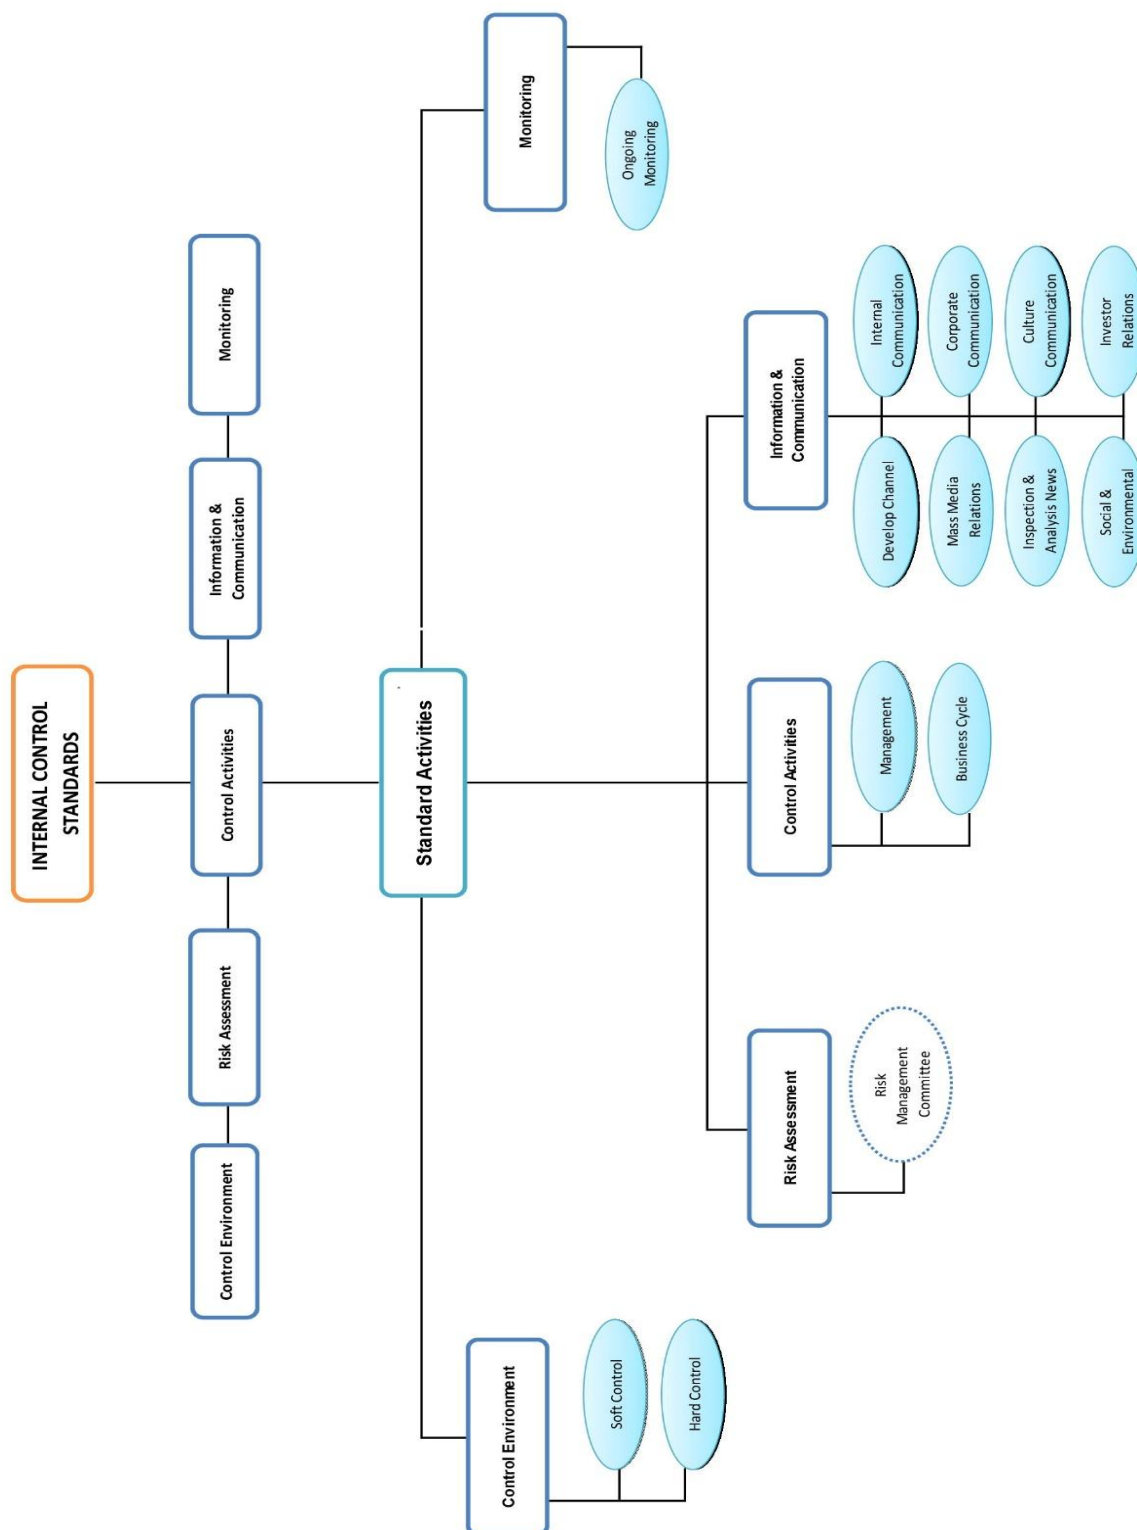 INTERNAL CONTROL
STANDARDS
Control Environment
Risk Assessment
Control Activities
Information &
Communication
Monitoring
Standard Activities
Control Environment
Soft Control
Hard Control
Risk Assessment
Risk
Management
Committee
Control Activities
Management
Business Cycle
Information &
Communication
Develop Channel
Internal
Communication
Mass Media
Relations
Corporate
Communication
Inspection &
Analysis News
Culture
Communication
Social &
Environmental
Investor
Relations
Monitoring
Ongoing
Monitoring